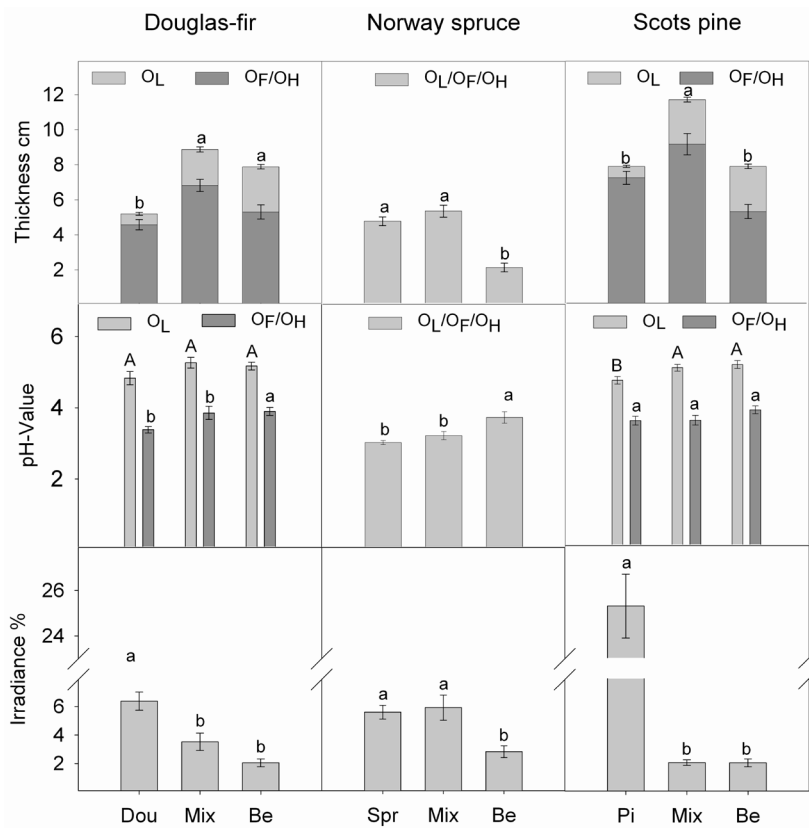 Douglas-fir Norway spruce Scots pine
OL OF/OH OL/OF/OH OL OF/OH
Thickness cm
12
10
8
6
4
2
b a a a a b b a b
OL OF/OH OL/OF/OH OL OF/OH
pH-Value
6
4
2
A A A B A A
b b a b b a a a a
Irradiance %
26
24
6
4
2
a b b a a b a b b
Dou Mix Be Spr Mix Be Pi Mix Be